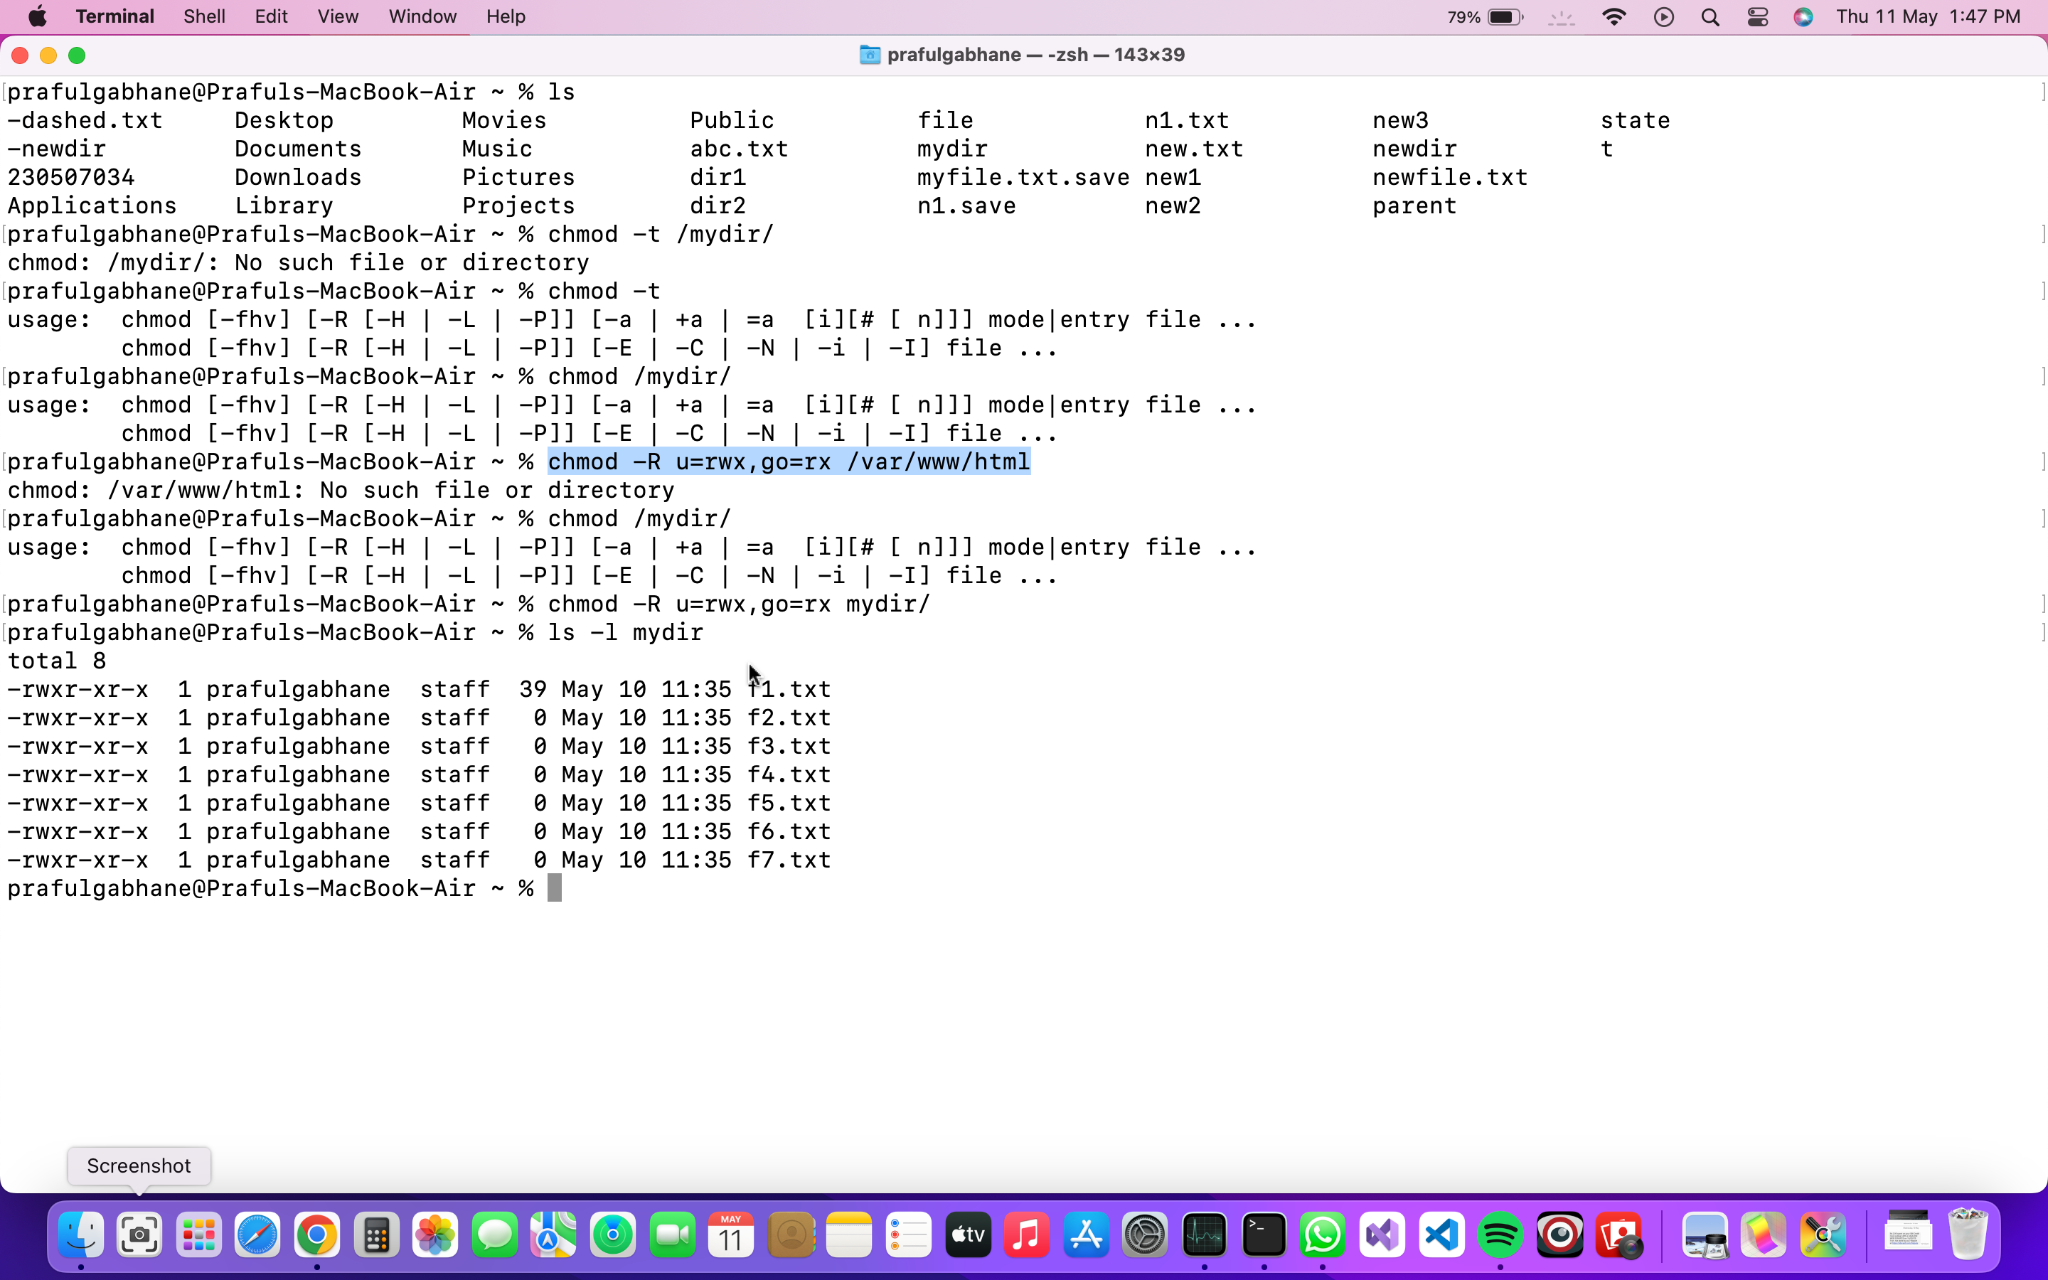 Terminal Shell Edit View Window Help 79% Thu 11 May 1:47 PM
prafulgabhane — -zsh — 143×39
prafulgabhane@Prafuls-MacBook-Air ~ % ls
-dashed.txt Desktop Movies Public file n1.txt new3 state
-newdir Documents Music abc.txt mydir new.txt newdir t
230507034 Downloads Pictures dir1 myfile.txt.save new1 newfile.txt
Applications Library Projects dir2 n1.save new2 parent
prafulgabhane@Prafuls-MacBook-Air ~ % chmod -t /mydir/
chmod: /mydir/: No such file or directory
prafulgabhane@Prafuls-MacBook-Air ~ % chmod -t
usage: chmod [-fhv] [-R [-H | -L | -P]] [-a | +a | =a [i][# [ n]]] mode|entry file ...
chmod [-fhv] [-R [-H | -L | -P]] [-E | -C | -N | -i | -I] file ...
prafulgabhane@Prafuls-MacBook-Air ~ % chmod /mydir/
usage: chmod [-fhv] [-R [-H | -L | -P]] [-a | +a | =a [i][# [ n]]] mode|entry file ...
chmod [-fhv] [-R [-H | -L | -P]] [-E | -C | -N | -i | -I] file ...
prafulgabhane@Prafuls-MacBook-Air ~ % chmod -R u=rwx,go=rx /var/www/html
chmod: /var/www/html: No such file or directory
prafulgabhane@Prafuls-MacBook-Air ~ % chmod /mydir/
usage: chmod [-fhv] [-R [-H | -L | -P]] [-a | +a | =a [i][# [ n]]] mode|entry file ...
chmod [-fhv] [-R [-H | -L | -P]] [-E | -C | -N | -i | -I] file ...
prafulgabhane@Prafuls-MacBook-Air ~ % chmod -R u=rwx,go=rx mydir/
prafulgabhane@Prafuls-MacBook-Air ~ % ls -l mydir
total 8
-rwxr-xr-x 1 prafulgabhane staff 39 May 10 11:35 f1.txt
-rwxr-xr-x 1 prafulgabhane staff 0 May 10 11:35 f2.txt
-rwxr-xr-x 1 prafulgabhane staff 0 May 10 11:35 f3.txt
-rwxr-xr-x 1 prafulgabhane staff 0 May 10 11:35 f4.txt
-rwxr-xr-x 1 prafulgabhane staff 0 May 10 11:35 f5.txt
-rwxr-xr-x 1 prafulgabhane staff 0 May 10 11:35 f6.txt
-rwxr-xr-x 1 prafulgabhane staff 0 May 10 11:35 f7.txt
prafulgabhane@Prafuls-MacBook-Air ~ %
Screenshot
MAY
11
tv